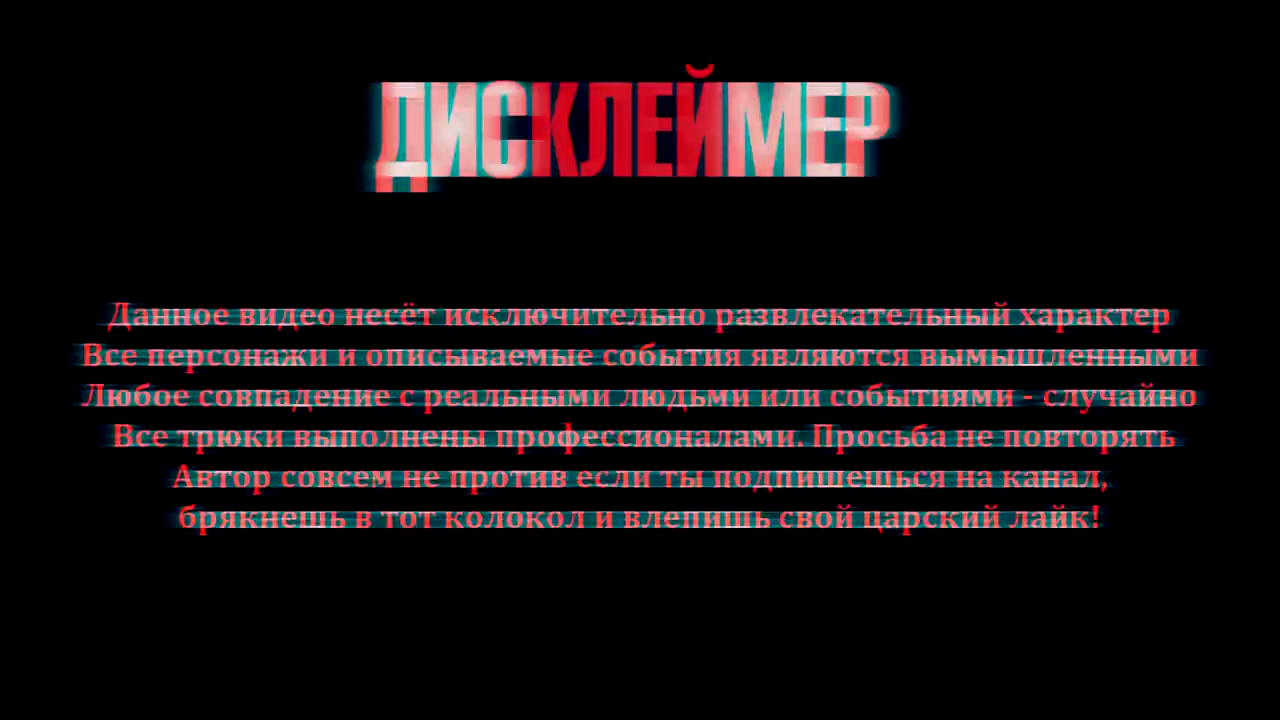 ДИСКЛЕЙМЕР
Данное видео несёт исключительно развлекательный характер
Все персонажи и описываемые события являются вымышленными
Любое совпадение с реальными людьми или событиями - случайно
Все трюки выполнены профессионалами. Просьба не повторять
Автор совсем не против если ты подпишешься на канал,
брякнешь в тот колокол и влепишь свой царский лайк!